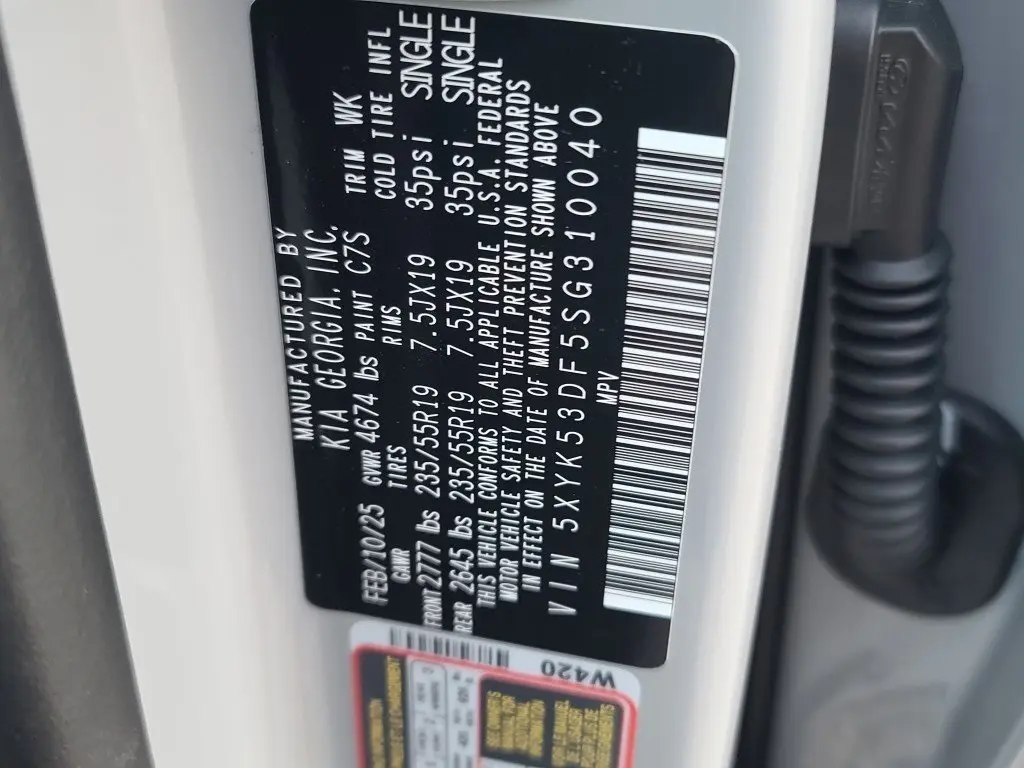 MANUFACTURED BY
KIA GEORGIA, INC.
FEB/10/25 GVWR 4674 lbs PAINT C7S TRIM WK
GAWR TIRES RIMS COLD TIRE INFL
FRONT 2777 lbs 235/55R19 7.5JX19 35psi SINGLE
REAR 2645 lbs 235/55R19 7.5JX19 35psi SINGLE
THIS VEHICLE CONFORMS TO ALL APPLICABLE U.S.A. FEDERAL
MOTOR VEHICLE SAFETY AND THEFT PREVENTION STANDARDS
IN EFFECT ON THE DATE OF MANUFACTURE SHOWN ABOVE
VIN 5XYK53DF5SG310040
MPV
W420